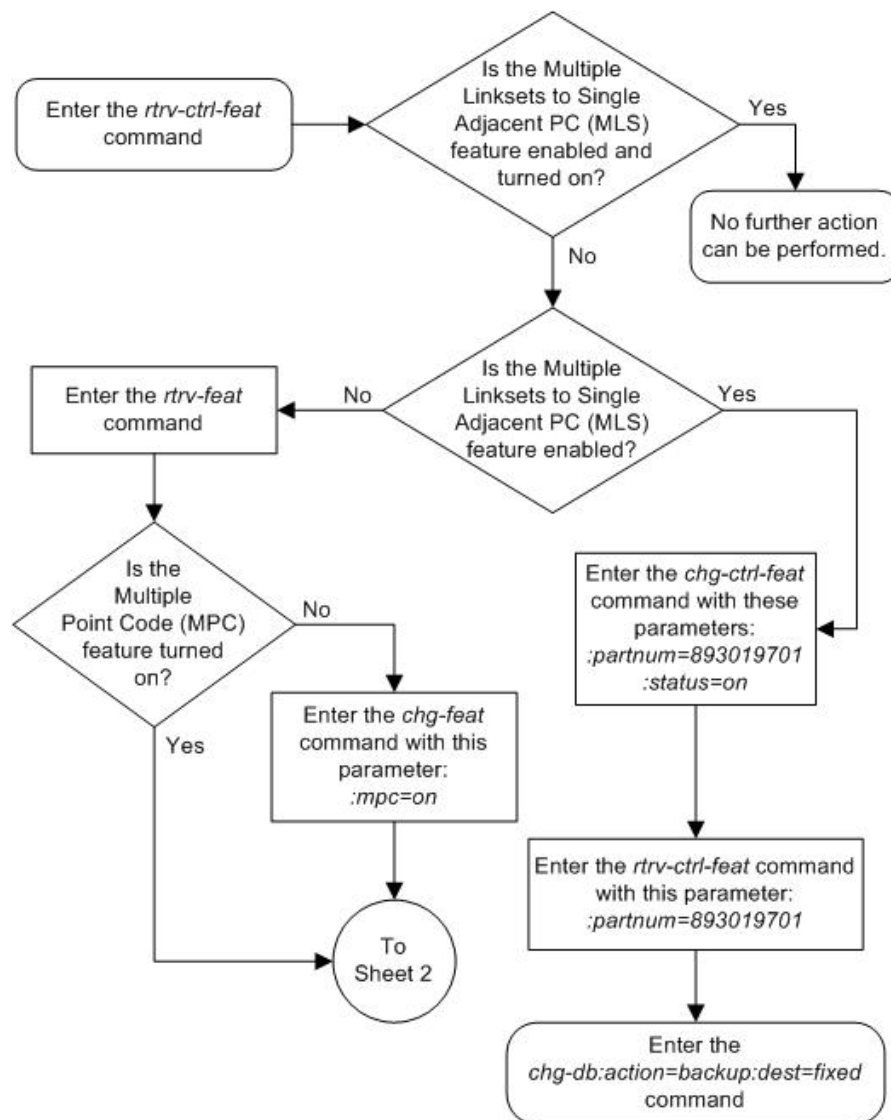 Enter the rtrv-ctrl-feat
command
Is the Multiple
Linksets to Single
Adjacent PC (MLS)
feature enabled and
turned on?
Yes
No further action
can be performed.
No
Is the Multiple
Linksets to Single
Adjacent PC (MLS)
feature enabled?
No
Yes
Enter the rtrv-feat
command
Is the
Multiple
Point Code (MPC)
feature turned
on?
No
Yes
Enter the chg-feat
command with this
parameter:
:mpc=on
To
Sheet 2
Enter the chg-ctrl-feat
command with these
parameters:
:partnum=893019701
:status=on
Enter the rtrv-ctrl-feat command
with this parameter:
:partnum=893019701
Enter the
chg-db:action=backup:dest=fixed
command